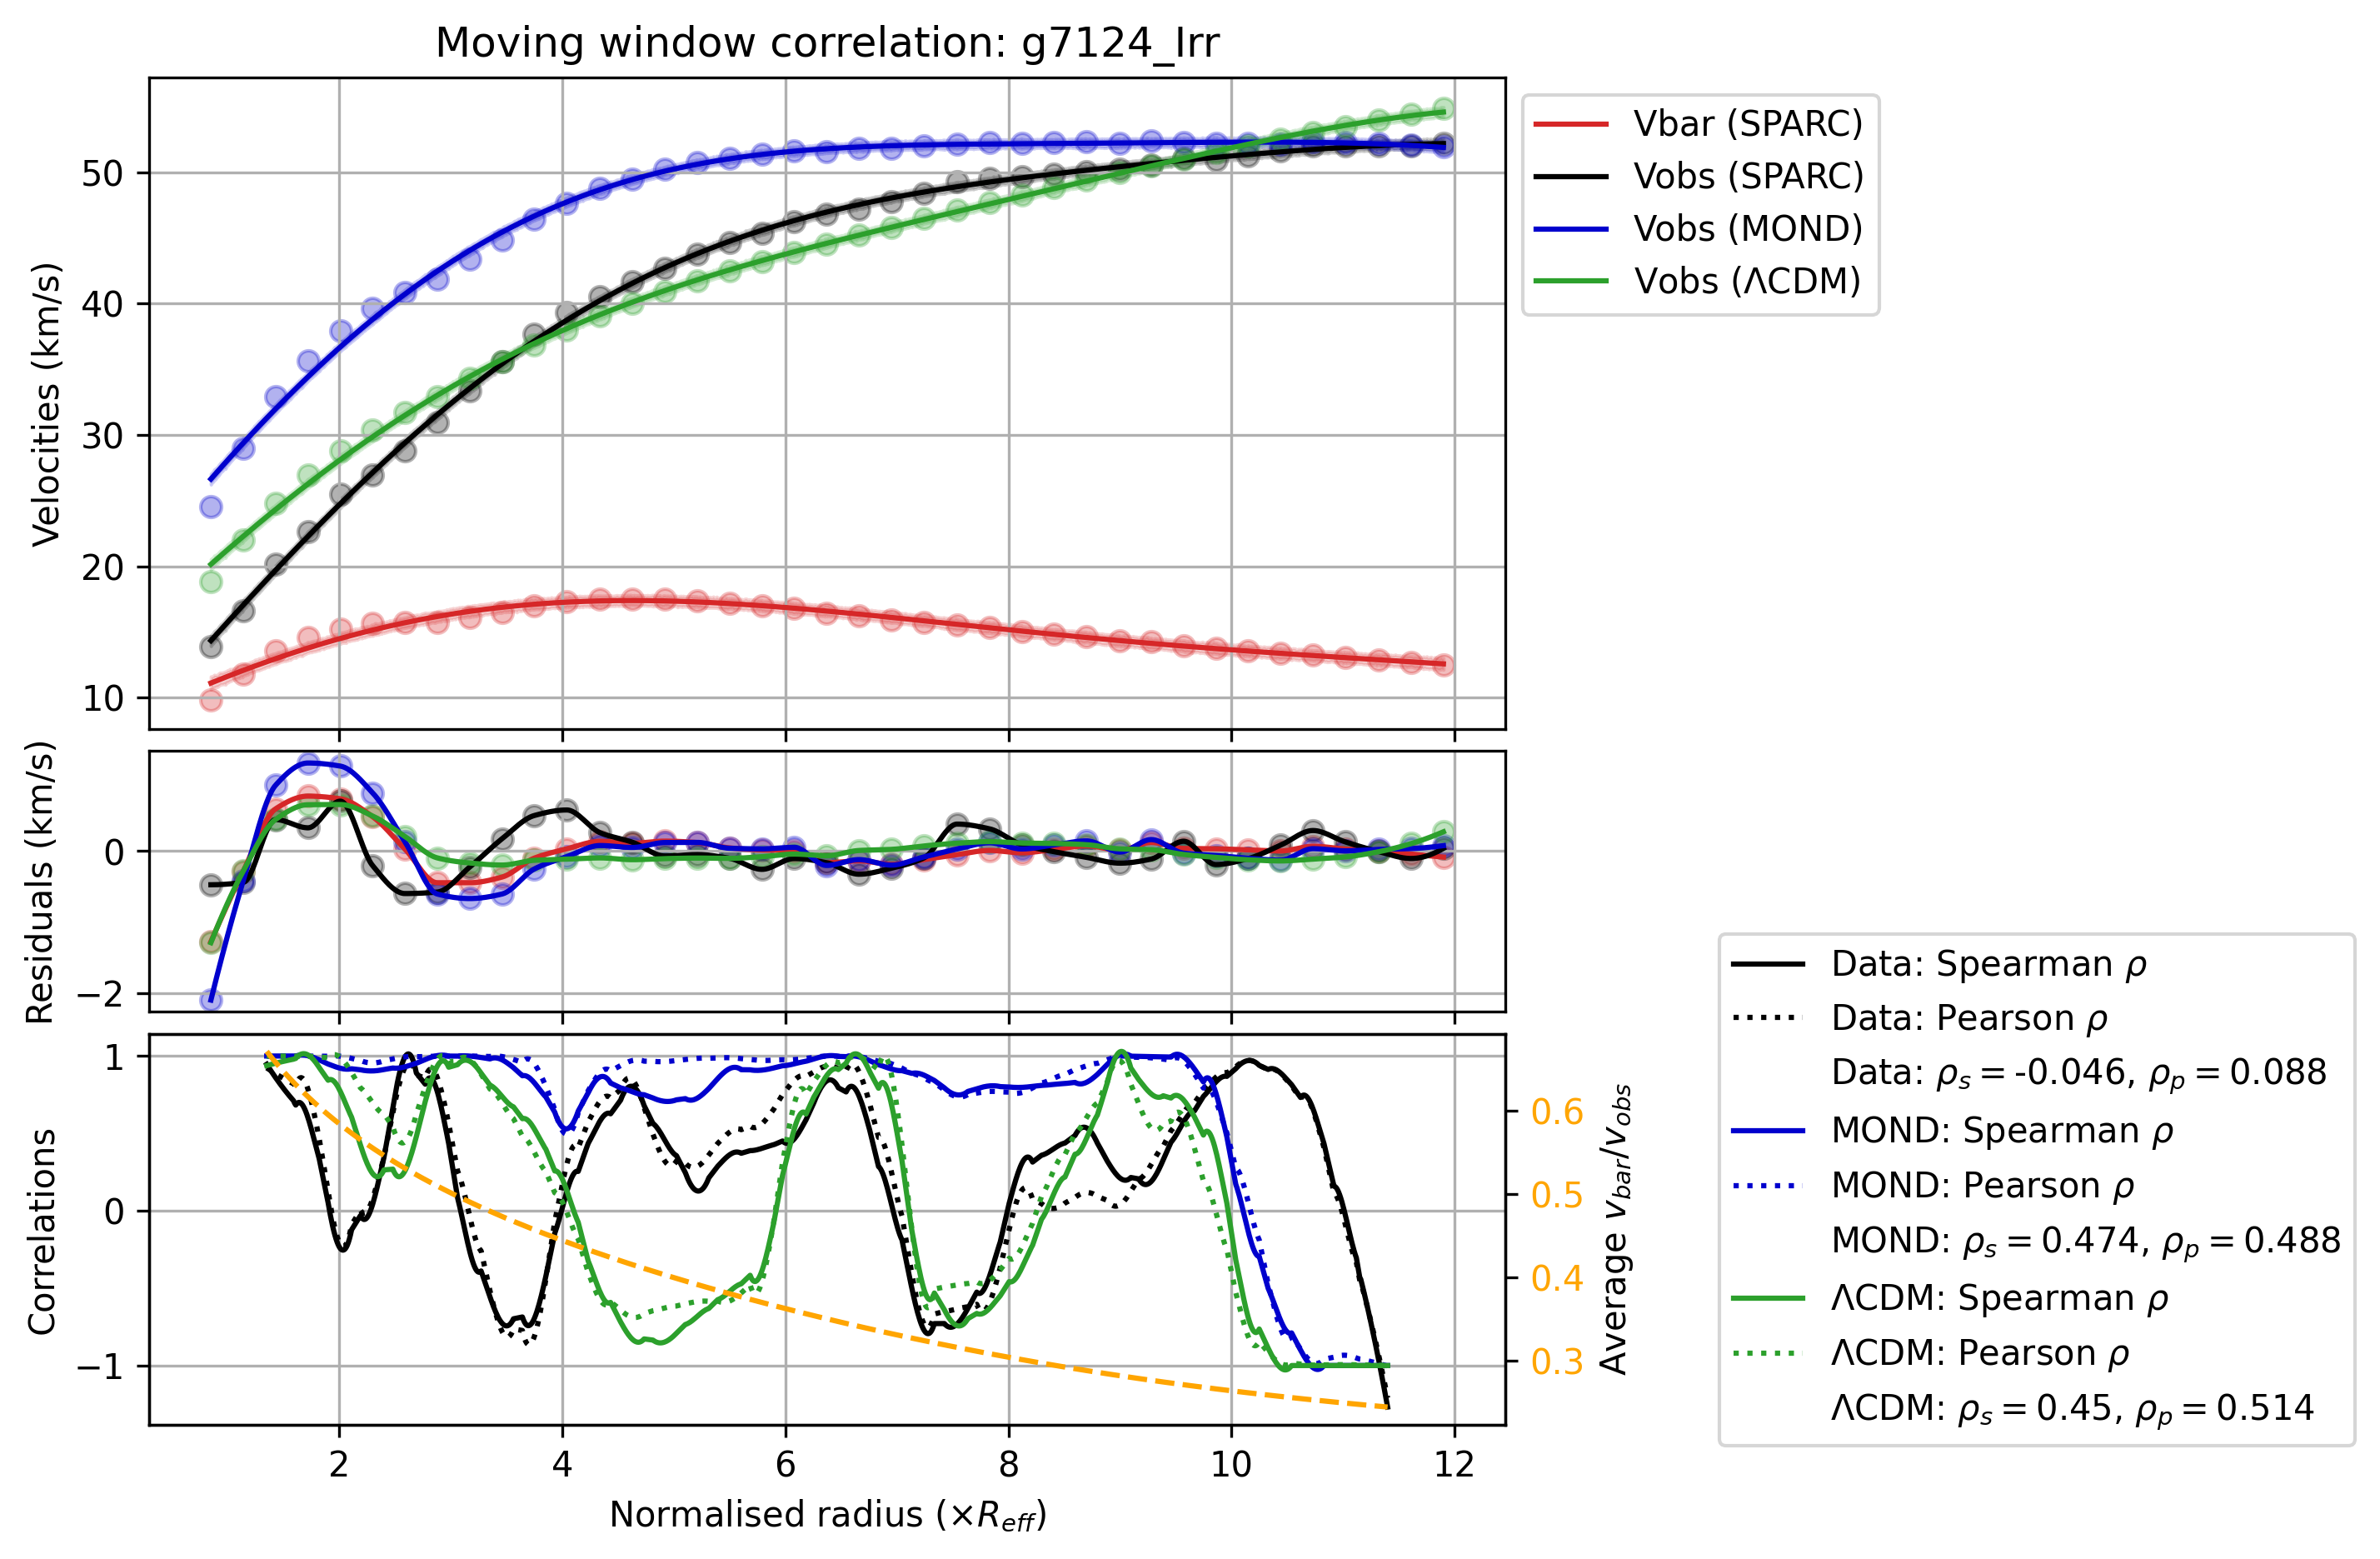 Moving window correlation: g7124_Irr
Velocities (km/s)
50
40
30
20
10
Vbar (SPARC)
Vobs (SPARC)
Vobs (MOND)
Vobs (ΛCDM)
Residuals (km/s)
0
−2
Correlations
1
0
−1
0.6
0.5
0.4
0.3
Average v_bar/v_obs
Data: Spearman ρ
Data: Pearson ρ
Data: ρ_s = -0.046, ρ_p = 0.088
MOND: Spearman ρ
MOND: Pearson ρ
MOND: ρ_s = 0.474, ρ_p = 0.488
ΛCDM: Spearman ρ
ΛCDM: Pearson ρ
ΛCDM: ρ_s = 0.45, ρ_p = 0.514
2 4 6 8 10 12
Normalised radius (×R_eff)